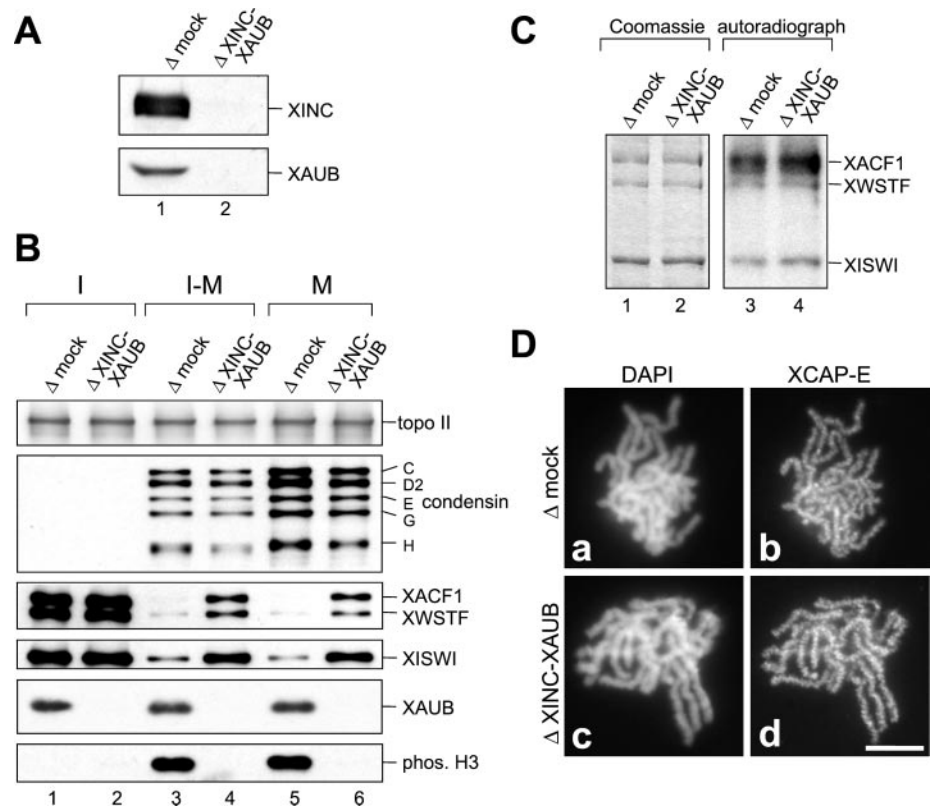 A
Δ mock
Δ XINC-
XAUB
XINC
XAUB
1 2
B
I I-M M
Δ mock
Δ XINC-
XAUB
Δ mock
Δ XINC-
XAUB
Δ mock
Δ XINC-
XAUB
topo II
C
D2
E condensin
G
H
XACF1
XWSTF
XISWI
XAUB
phos. H3
1 2 3 4 5 6
C
Coomassie autoradiograph
Δ mock
Δ XINC-
XAUB
Δ mock
Δ XINC-
XAUB
XACF1
XWSTF
XISWI
1 2 3 4
D
DAPI XCAP-E
Δ mock
a b
Δ XINC-XAUB
c d